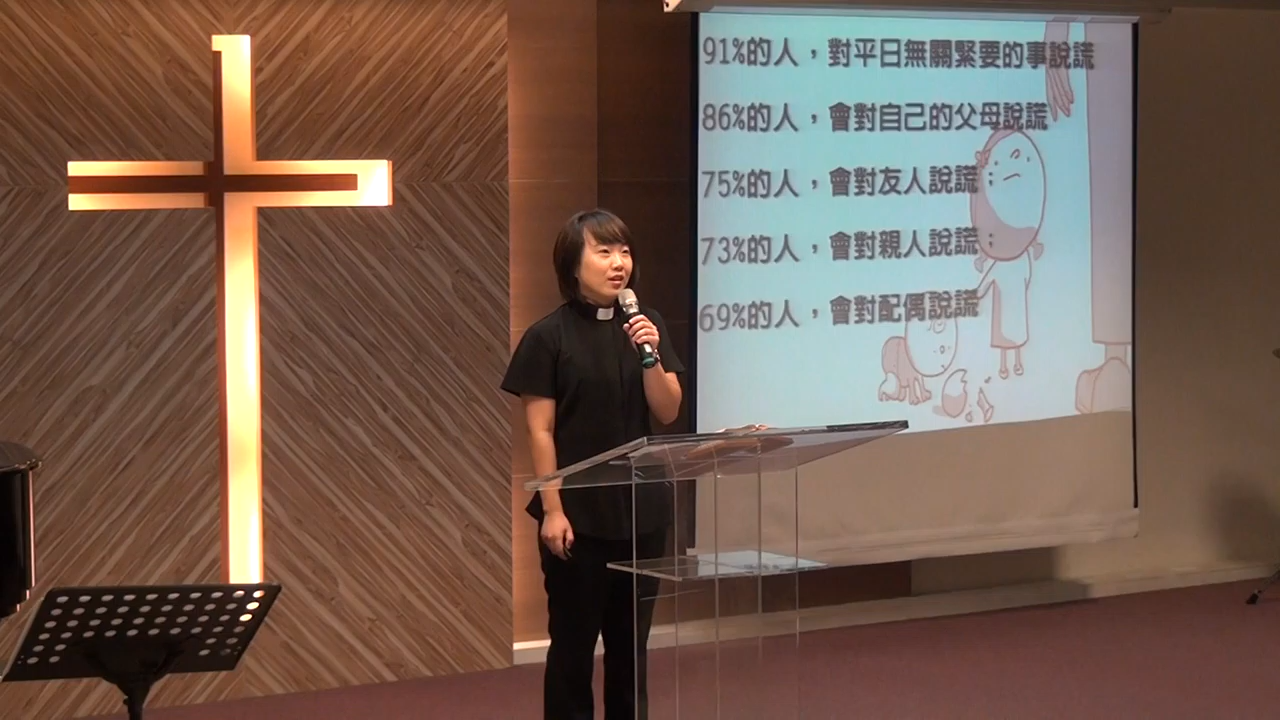 91%的人，對平日無關緊要的事說謊
86%的人，會對自己的父母說謊
75%的人，會對友人說謊；
73%的人，會對親人說謊；
69%的人，會對配偶說謊